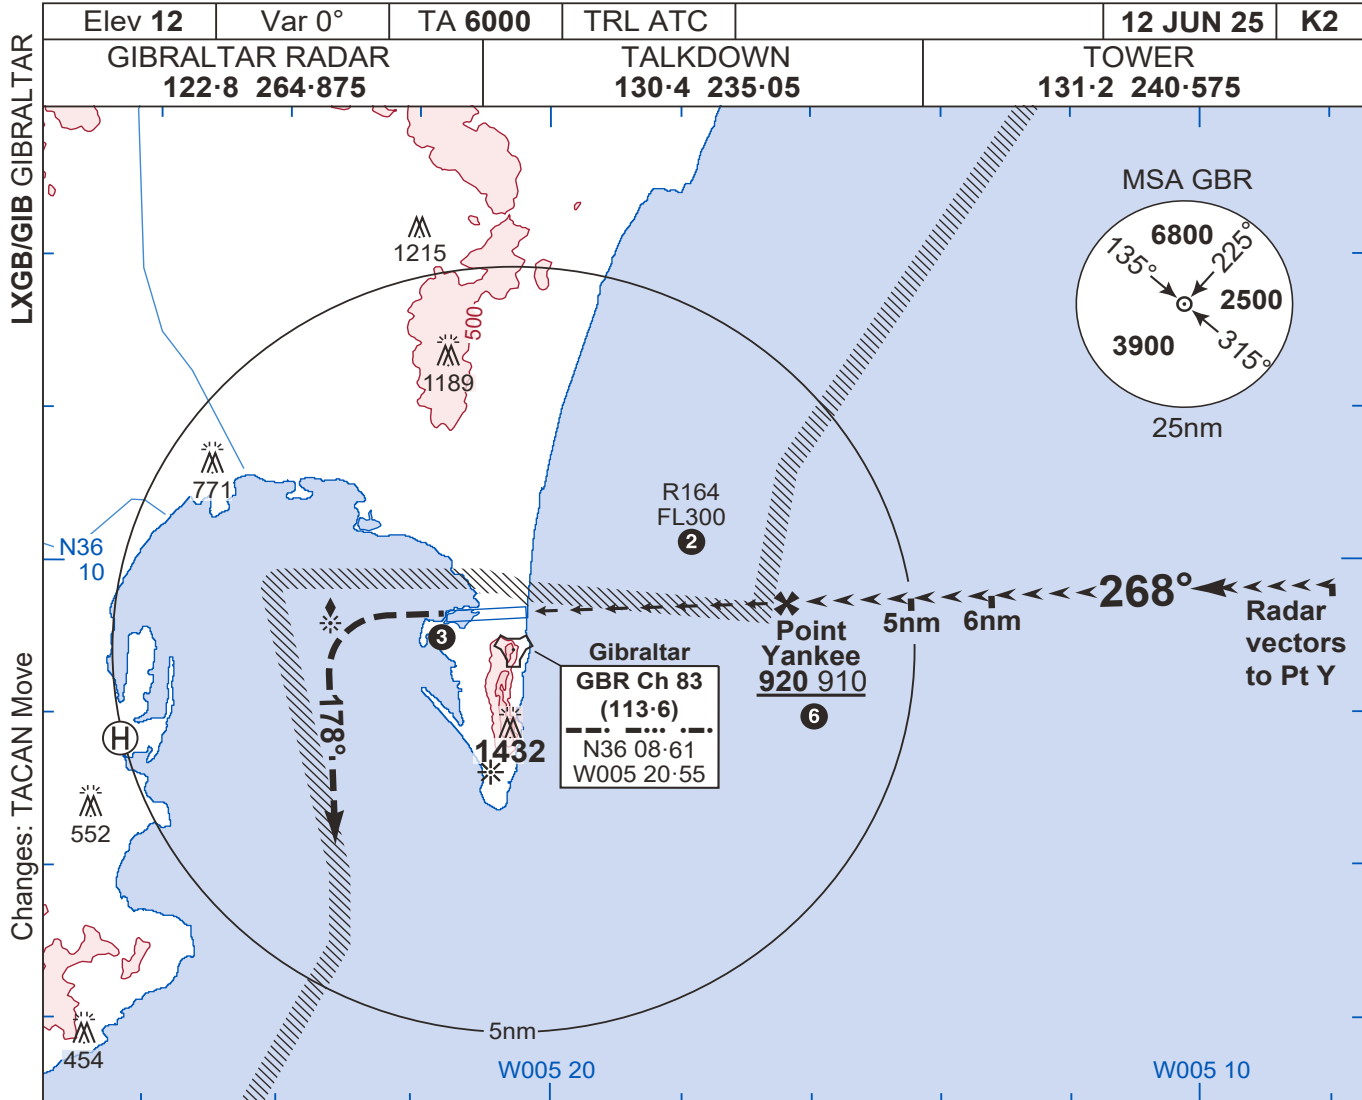 Elev 12
Var 0°
TA 6000
TRL ATC
12 JUN 25
K2
GIBRALTAR RADAR
122·8 264·875
TALKDOWN
130·4 235·05
TOWER
131·2 240·575
LXGB/GIB GIBRALTAR
Changes: TACAN Move
MSA GBR
6800
135°
225°
2500
3900
315°
25nm
1215
500
1189
771
R164
FL300
2
N36
10
268°
5nm
6nm
Radar
vectors
to Pt Y
Point
Yankee
920 910
6
3
Gibraltar
GBR Ch 83
(113·6)
N36 08·61
W005 20·55
178°
H
1432
552
454
5nm
W005 20
W005 10